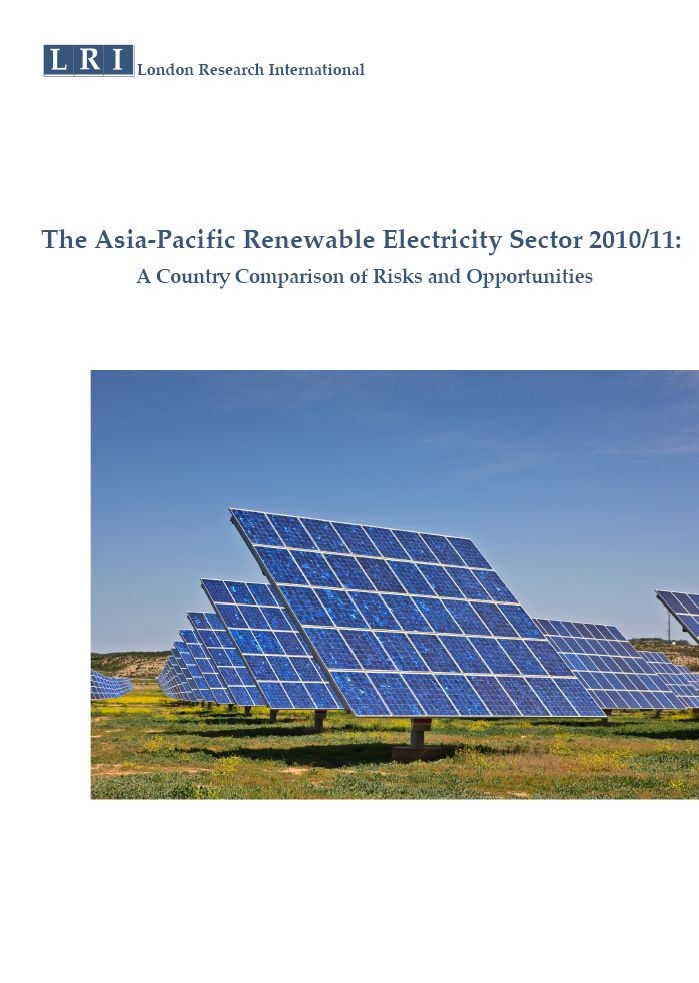 LRI London Research International
The Asia-Pacific Renewable Electricity Sector 2010/11:
A Country Comparison of Risks and Opportunities